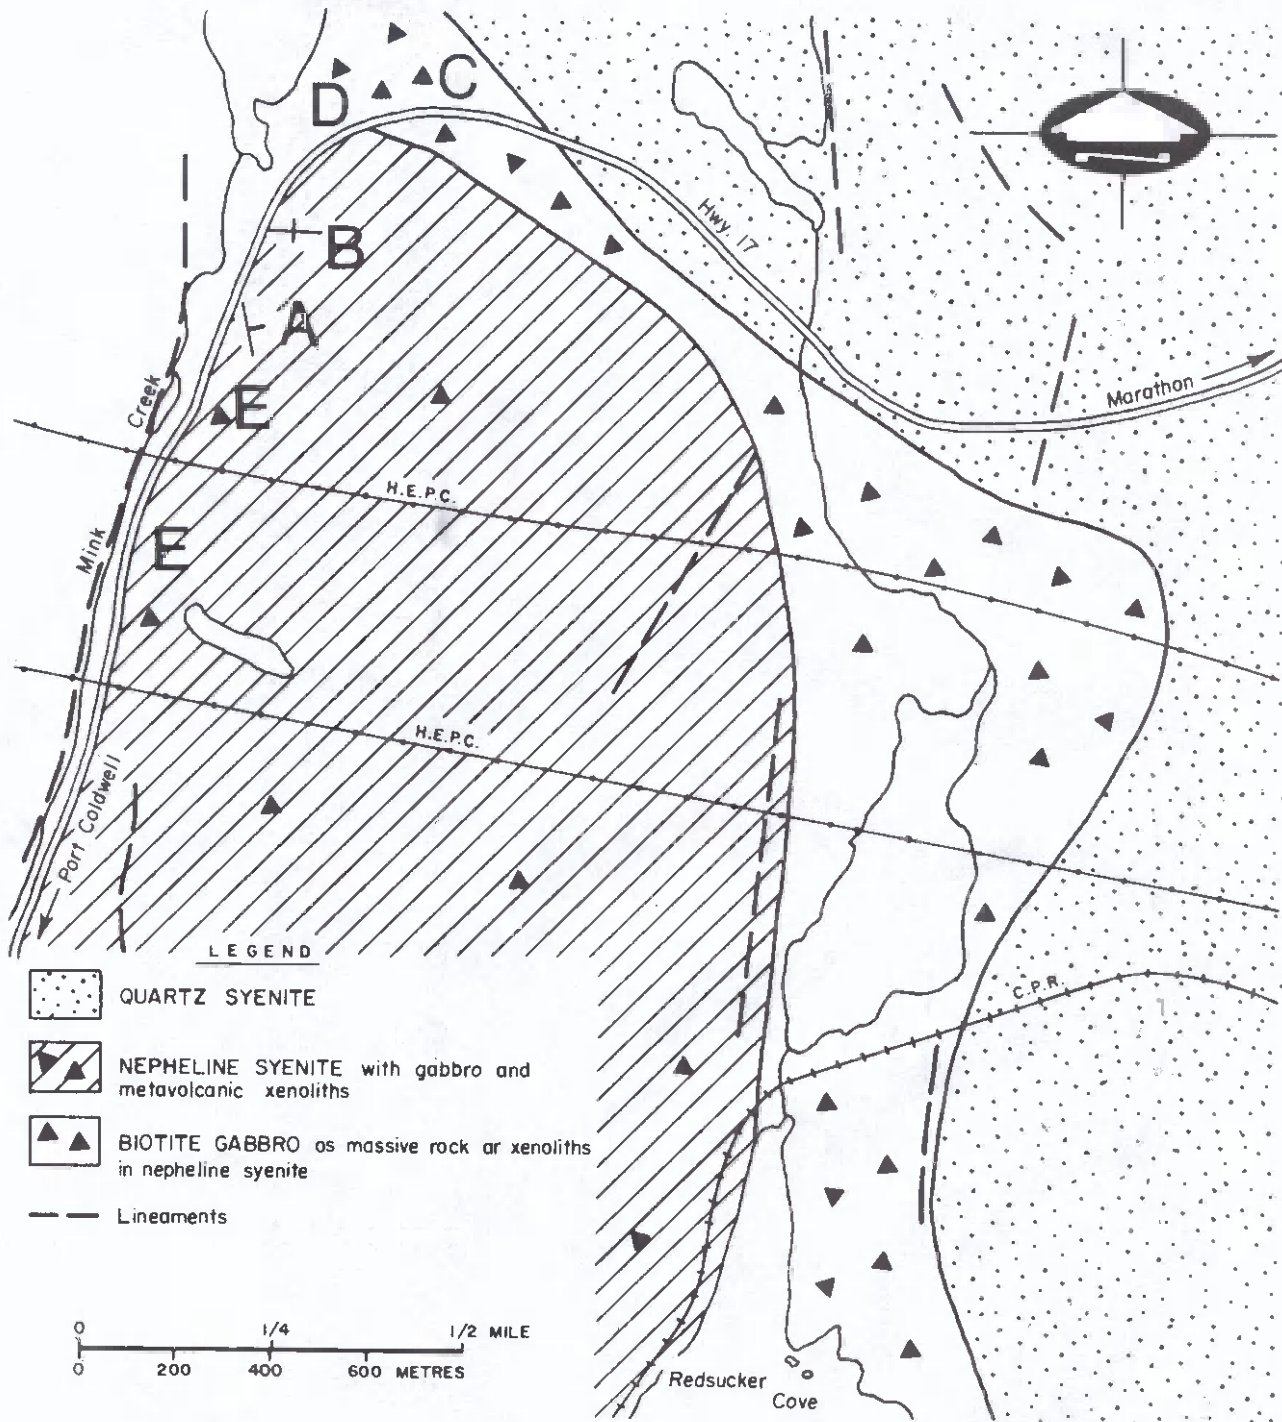 C
D
Hwy. 17
B
A
Marathon
Creek
E
H.E.P.C.
Mink
E
H.E.P.C.
Port Coldwell
LEGEND
QUARTZ SYENITE
C.P.R.
NEPHELINE SYENITE with gabbro and
metavolcanic xenoliths
BIOTITE GABBRO os massive rock ar xenoliths
in nepheline syenite
Lineaments
0 1/4 1/2 MILE
0 200 400 600 METRES
Redsucker
Cove